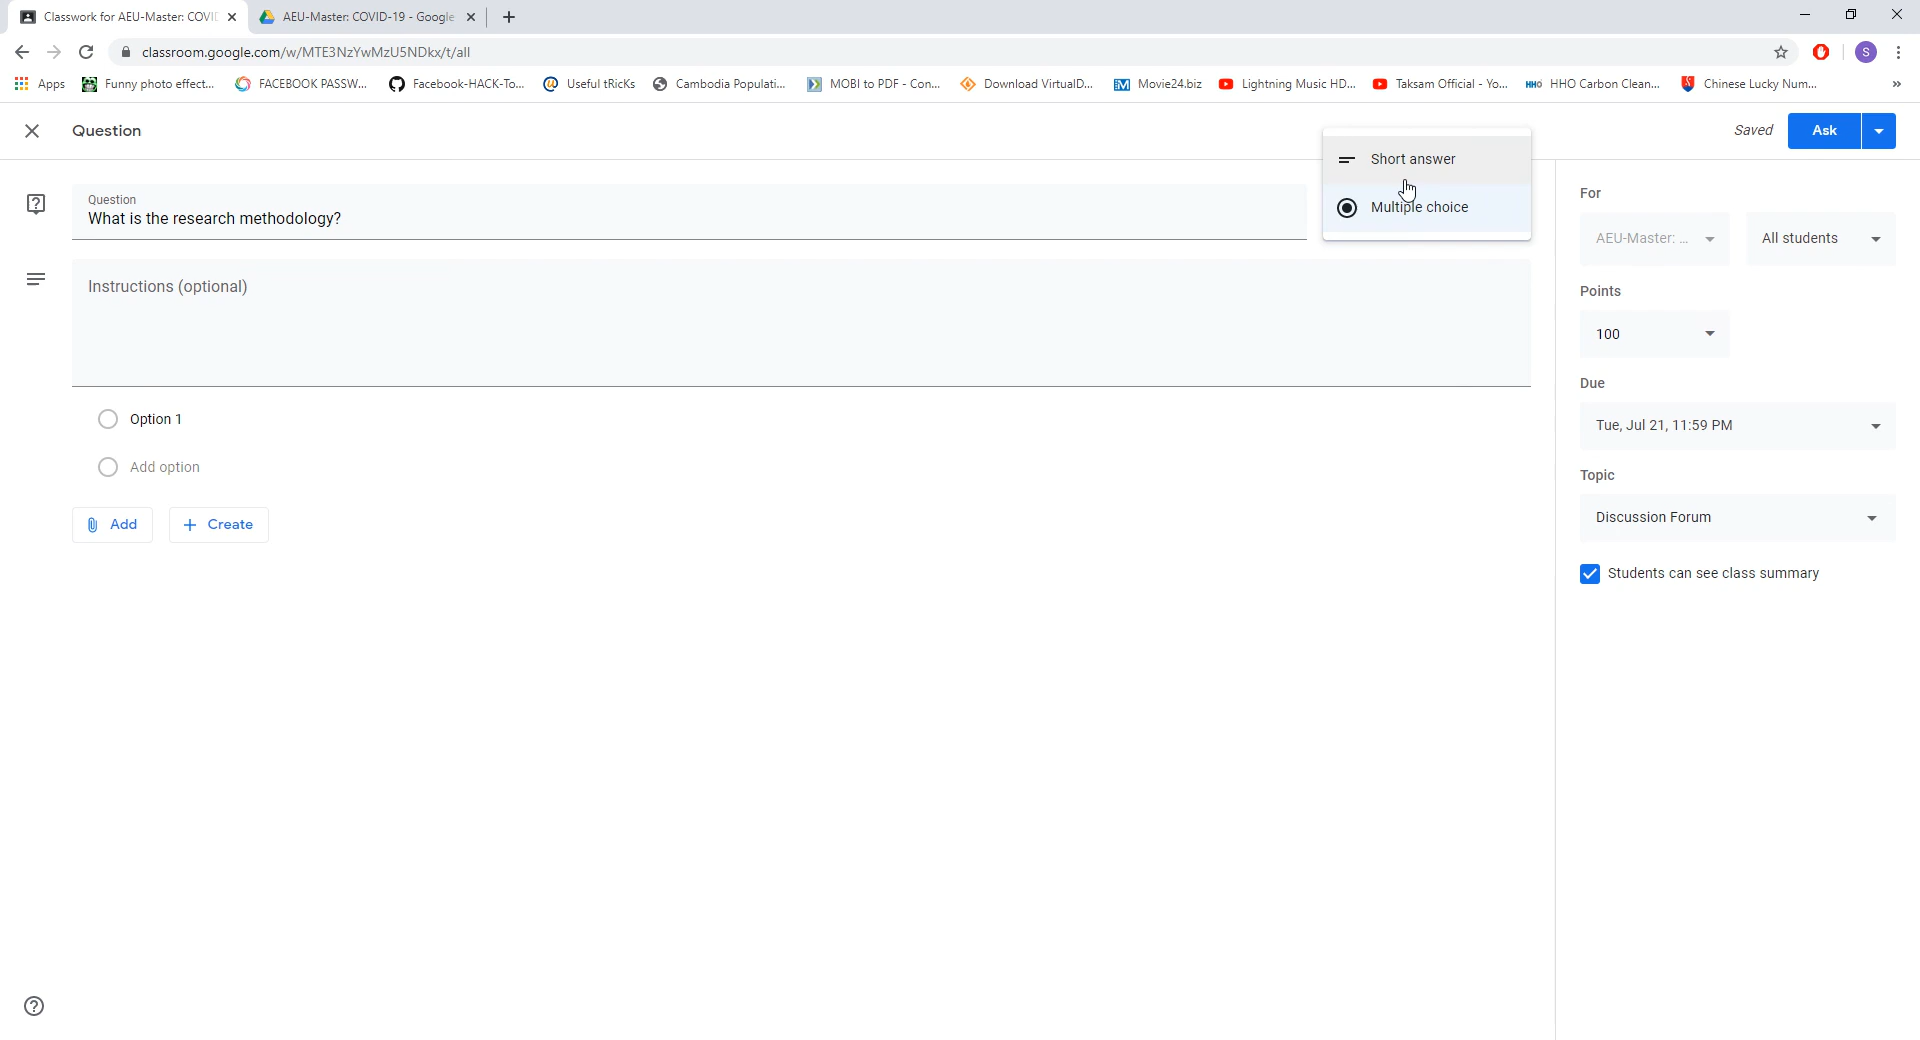 Classwork for AEU-Master: COVI
AEU-Master: COVID-19 - Google
classroom.google.com/w/MTE3NzYwMzU5NDkx/t/all
S
Apps
Funny photo effect...
FACEBOOK PASSW...
Facebook-HACK-To...
Useful tRicKs
Cambodia Populati...
MOBI to PDF - Con...
Download VirtualD...
Movie24.biz
Lightning Music HD...
Taksam Official - Yo...
HHO Carbon Clean...
Chinese Lucky Num...
Question
Saved
Ask
Short answer
Multiple choice
Question
What is the research methodology?
Instructions (optional)
Option 1
Add option
Add
Create
For
AEU-Master: ...
All students
Points
100
Due
Tue, Jul 21, 11:59 PM
Topic
Discussion Forum
Students can see class summary